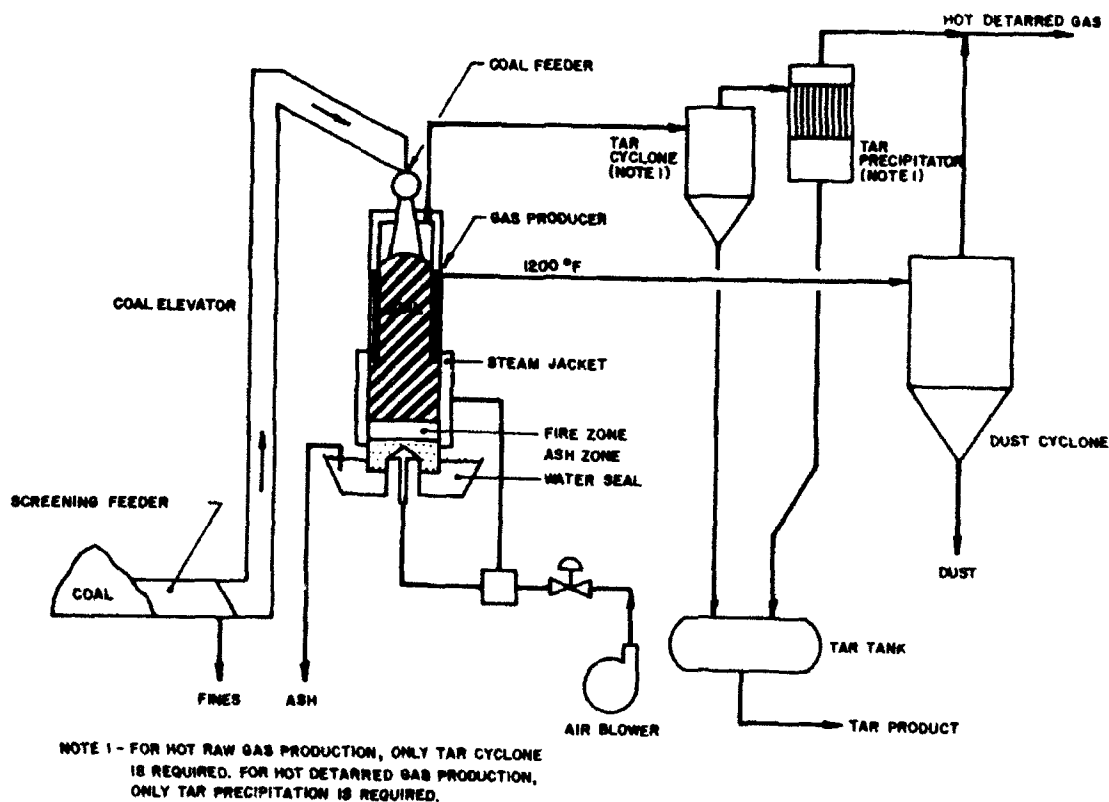 HOT DETARRED GAS
COAL FEEDER
TAR
CYCLONE
(NOTE 1)
TAR
PRECIPITATOR
(NOTE 1)
GAS PRODUCER
1200 °F
COAL ELEVATOR
STEAM JACKET
FIRE ZONE
ASH ZONE
WATER SEAL
DUST CYCLONE
SCREENING FEEDER
COAL
DUST
TAR TANK
FINES
ASH
AIR BLOWER
TAR PRODUCT
NOTE 1 - FOR HOT RAW GAS PRODUCTION, ONLY TAR CYCLONE
IS REQUIRED. FOR HOT DETARRED GAS PRODUCTION,
ONLY TAR PRECIPITATION IS REQUIRED.